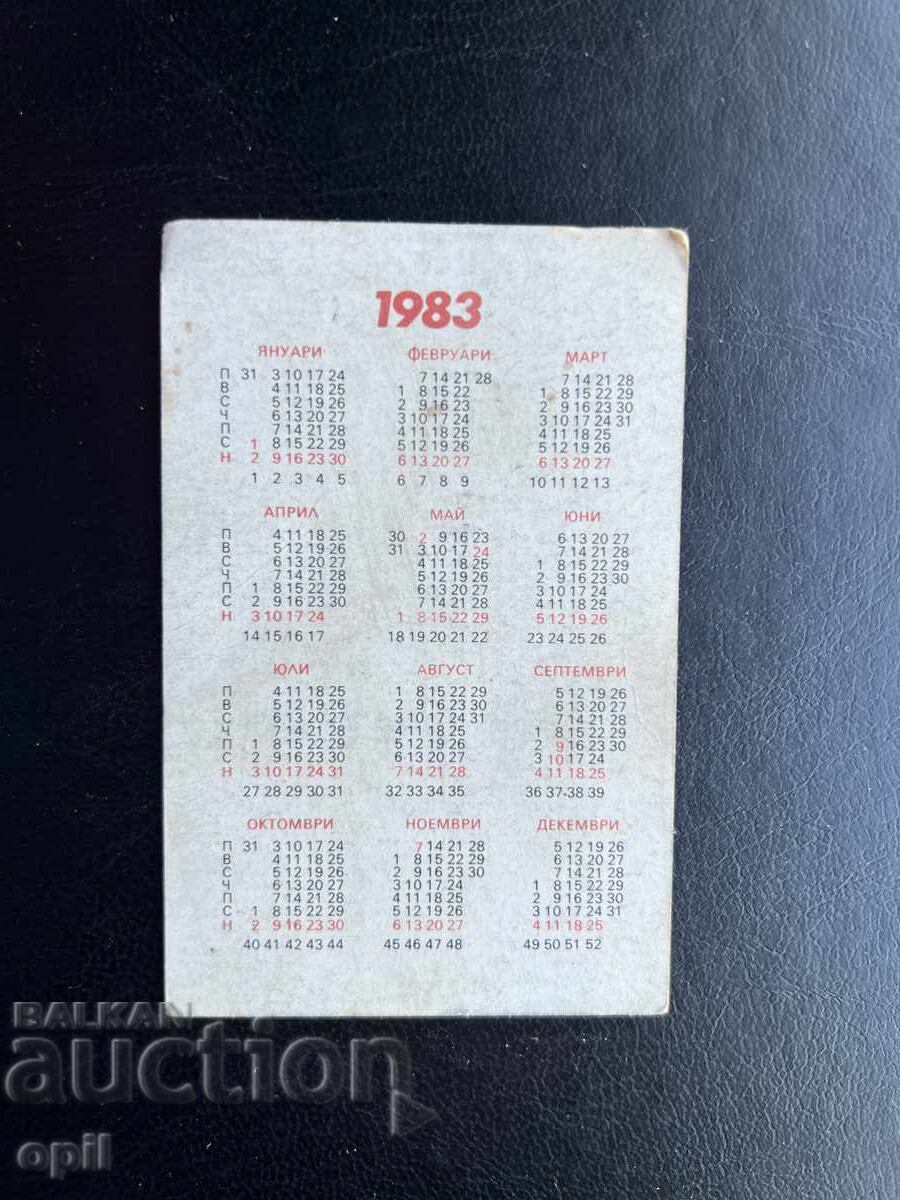 1983
ЯНУАРИ ФЕВРУАРИ МАРТ
П 31 3 10 17 24 7 14 21 28 7 14 21 28
В 4 11 18 25 1 8 15 22 1 8 15 22 29
С 5 12 19 26 2 9 16 23 2 9 16 23 30
Ч 6 13 20 27 3 10 17 24 3 10 17 24 31
П 7 14 21 28 4 11 18 25 4 11 18 25
С 1 8 15 22 29 5 12 19 26 5 12 19 26
Н 2 9 16 23 30 6 13 20 27 6 13 20 27
1 2 3 4 5 6 7 8 9 10 11 12 13
АПРИЛ МАЙ ЮНИ
П 4 11 18 25 30 2 9 16 23 6 13 20 27
В 5 12 19 26 31 3 10 17 24 7 14 21 28
С 6 13 20 27 4 11 18 25 1 8 15 22 29
Ч 7 14 21 28 5 12 19 26 2 9 16 23 30
П 1 8 15 22 29 6 13 20 27 3 10 17 24
С 2 9 16 23 30 7 14 21 28 4 11 18 25
Н 3 10 17 24 1 8 15 22 29 5 12 19 26
14 15 16 17 18 19 20 21 22 23 24 25 26
ЮЛИ АВГУСТ СЕПТЕМВРИ
П 4 11 18 25 1 8 15 22 29 5 12 19 26
В 5 12 19 26 2 9 16 23 30 6 13 20 27
С 6 13 20 27 3 10 17 24 31 7 14 21 28
Ч 7 14 21 28 4 11 18 25 1 8 15 22 29
П 1 8 15 22 29 5 12 19 26 2 9 16 23 30
С 2 9 16 23 30 6 13 20 27 3 10 17 24
Н 3 10 17 24 31 7 14 21 28 4 11 18 25
27 28 29 30 31 32 33 34 35 36 37 38 39
ОКТОМВРИ НОЕМВРИ ДЕКЕМВРИ
П 31 3 10 17 24 7 14 21 28 5 12 19 26
В 4 11 18 25 1 8 15 22 29 6 13 20 27
С 5 12 19 26 2 9 16 23 30 7 14 21 28
Ч 6 13 20 27 3 10 17 24 1 8 15 22 29
П 7 14 21 28 4 11 18 25 2 9 16 23 30
С 1 8 15 22 29 5 12 19 26 3 10 17 24 31
Н 2 9 16 23 30 6 13 20 27 4 11 18 25
40 41 42 43 44 45 46 47 48 49 50 51 52
BALKAN
auction
opil